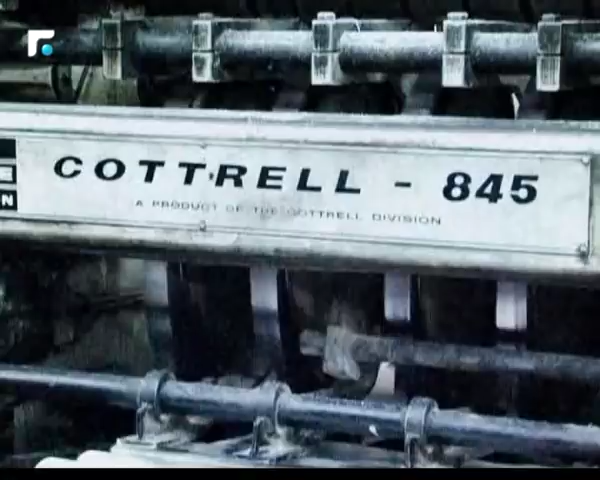 COTTRELL - 845
A PRODUCT OF THE COTTRELL DIVISION
E
N